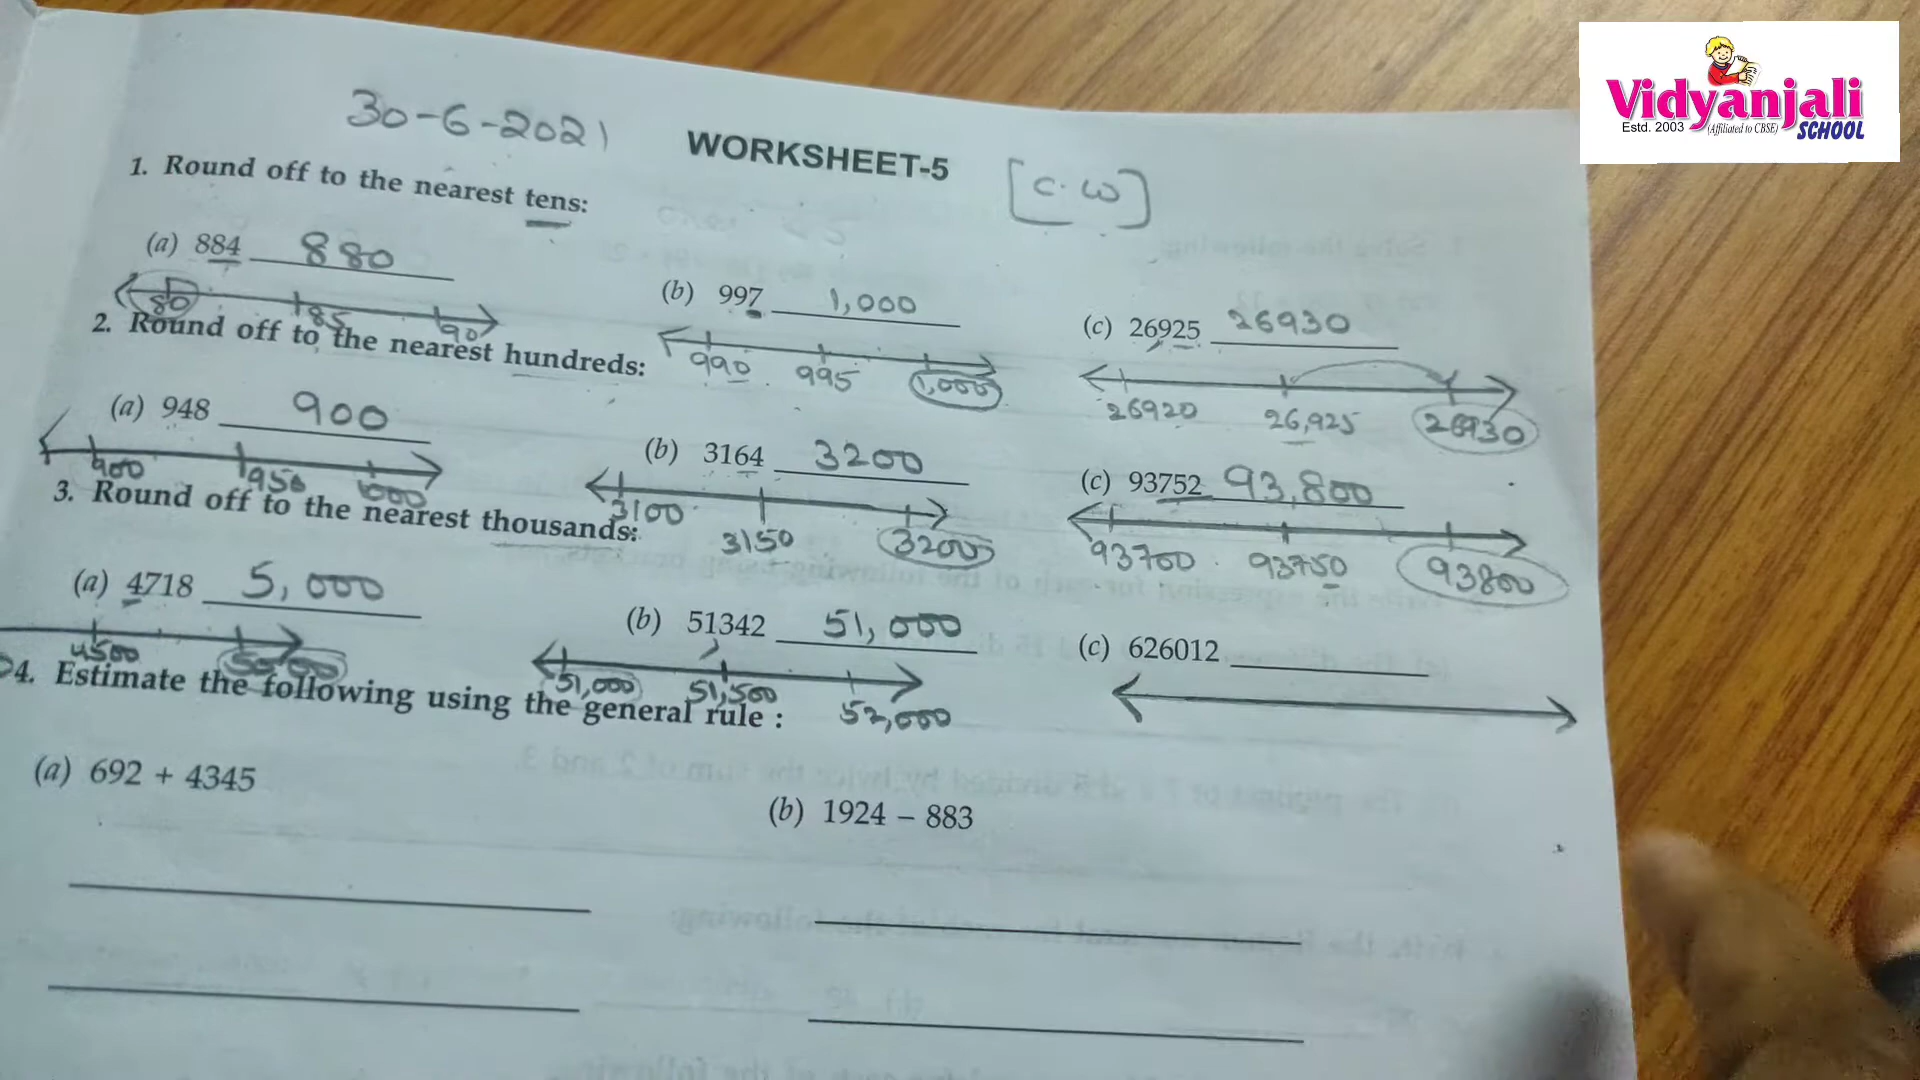 Vidyanjali
Estd. 2003 (Affiliated to CBSE) SCHOOL
30-6-2021
WORKSHEET-5 [C.W]
1. Round off to the nearest tens:
(a) 884 880
80 85 90
(b) 997 1,000
990 995 1,000
(c) 26925 26930
26920 26,925 26930
2. Round off to the nearest hundreds:
(a) 948 900
900 950 1000
(b) 3164 3200
3100 3150 3200
(c) 93752 93,800
93700 93750 93800
3. Round off to the nearest thousands:
(a) 4718 5,000
4500
(b) 51342 51,000
51,000 51,500 52,000
(c) 626012
4. Estimate the following using the general rule :
(a) 692 + 4345
(b) 1924 – 883